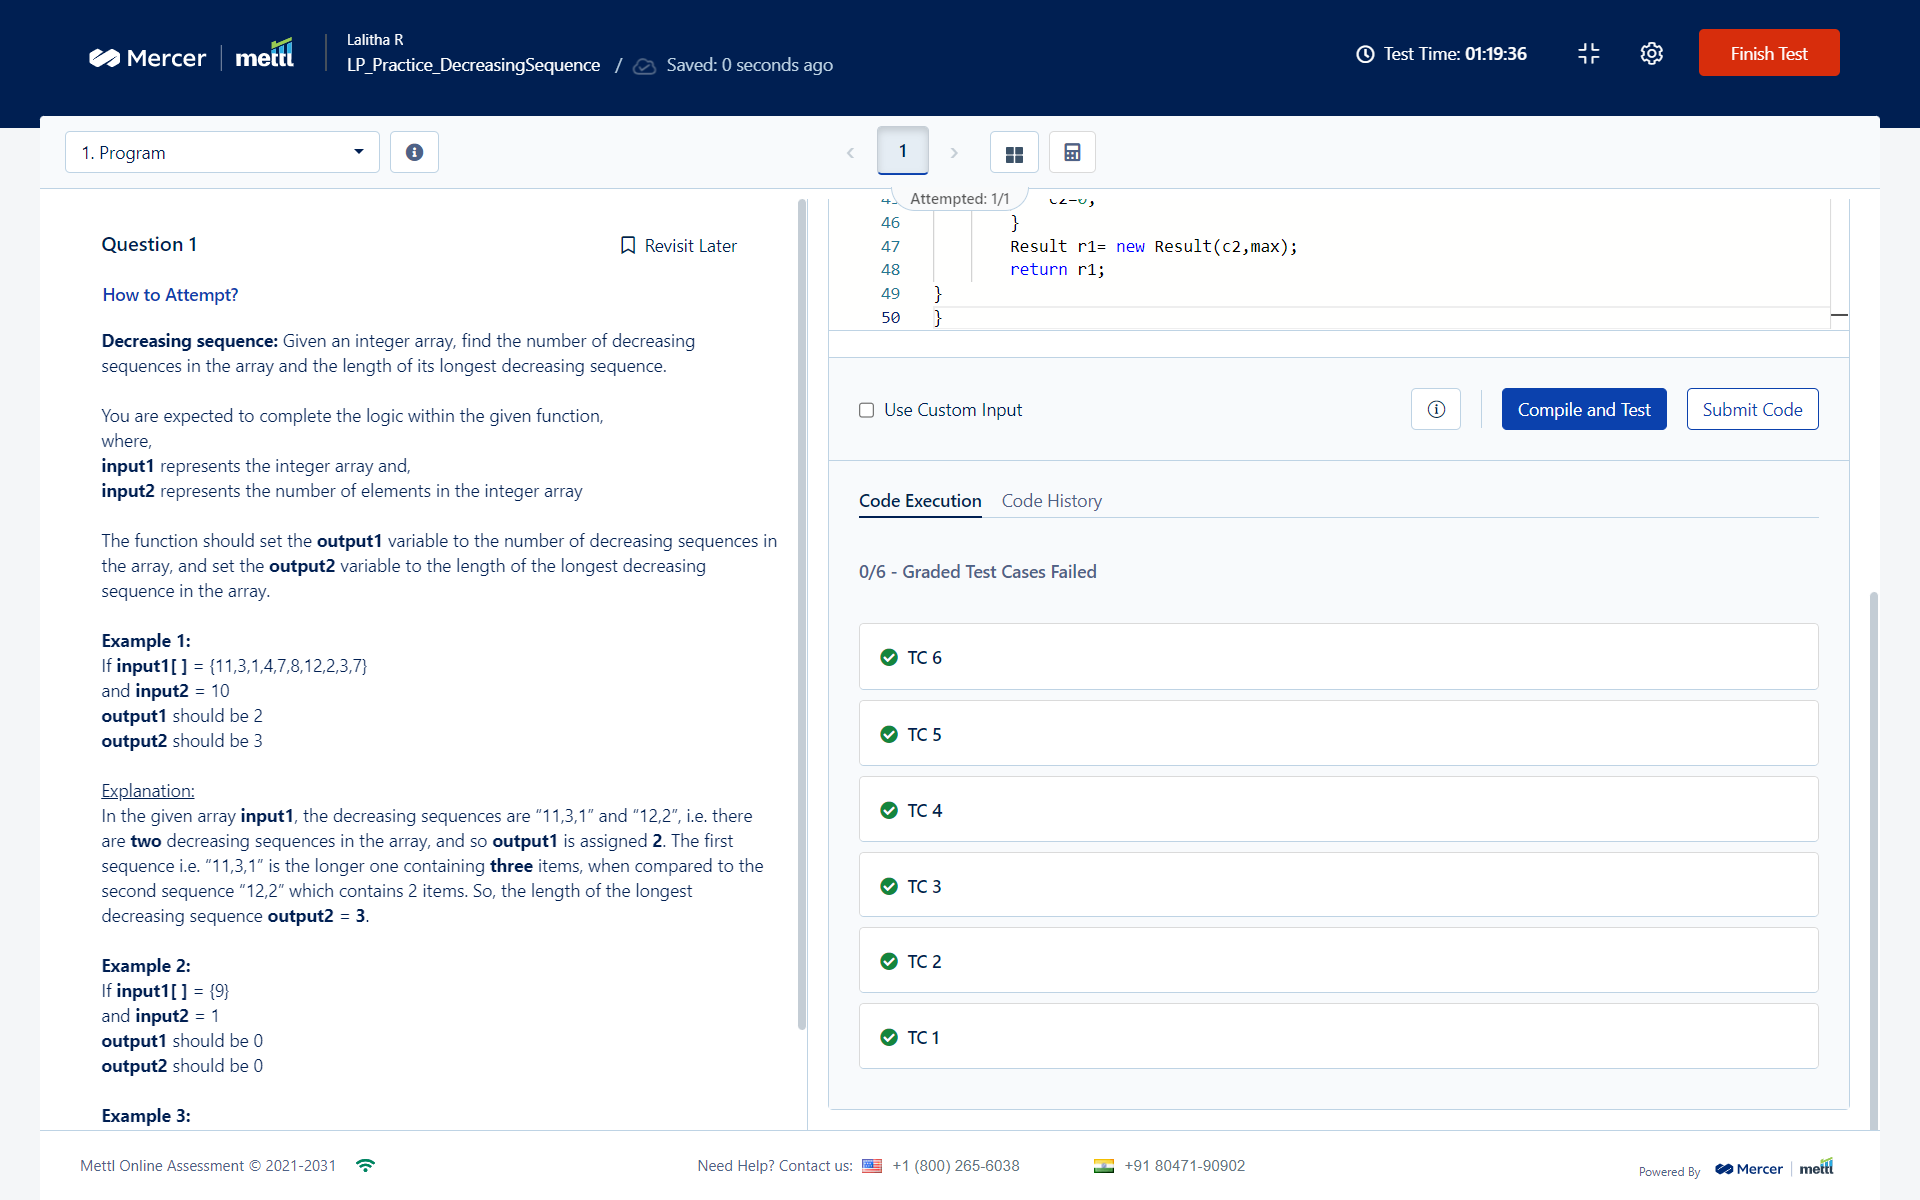 Mercer | mettl
Lalitha R
LP_Practice_DecreasingSequence / Saved: 0 seconds ago
Test Time: 01:19:36
Finish Test
1. Program
1
Attempted: 1/1
Question 1
Revisit Later
How to Attempt?
Decreasing sequence: Given an integer array, find the number of decreasing
sequences in the array and the length of its longest decreasing sequence.
You are expected to complete the logic within the given function,
where,
input1 represents the integer array and,
input2 represents the number of elements in the integer array
The function should set the output1 variable to the number of decreasing sequences in
the array, and set the output2 variable to the length of the longest decreasing
sequence in the array.
Example 1:
If input1[ ] = {11,3,1,4,7,8,12,2,3,7}
and input2 = 10
output1 should be 2
output2 should be 3
Explanation:
In the given array input1, the decreasing sequences are “11,3,1” and “12,2”, i.e. there
are two decreasing sequences in the array, and so output1 is assigned 2. The first
sequence i.e. “11,3,1” is the longer one containing three items, when compared to the
second sequence “12,2” which contains 2 items. So, the length of the longest
decreasing sequence output2 = 3.
Example 2:
If input1[ ] = {9}
and input2 = 1
output1 should be 0
output2 should be 0
Example 3:
c2=0;
46 }
47 Result r1= new Result(c2,max);
48 return r1;
49 }
50 }
Use Custom Input
Compile and Test
Submit Code
Code Execution
Code History
0/6 - Graded Test Cases Failed
TC 6
TC 5
TC 4
TC 3
TC 2
TC 1
Mettl Online Assessment © 2021-2031
Need Help? Contact us: +1 (800) 265-6038
+91 80471-90902
Powered By Mercer | mettl